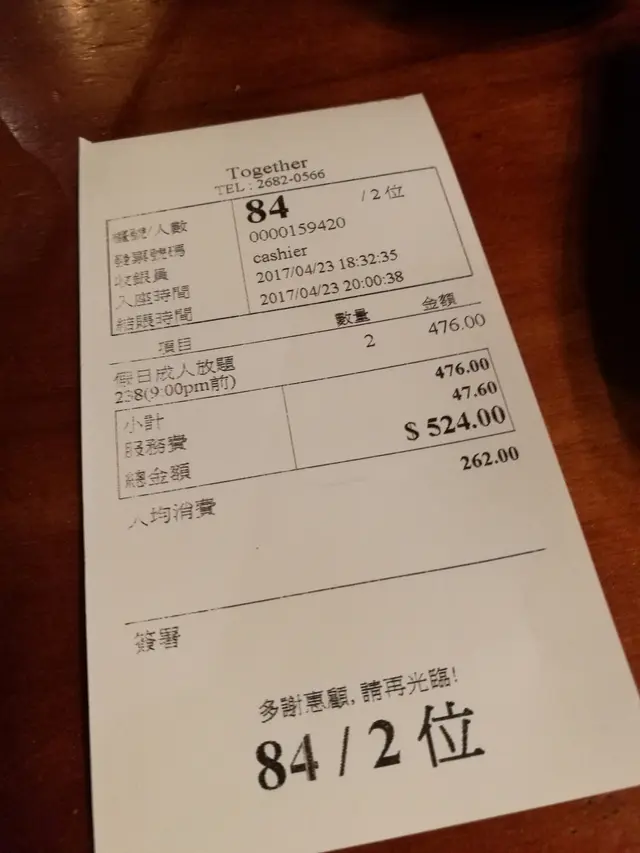 Together
TEL : 2682-0566
檯號/人數 84 / 2 位
發票號碼 0000159420
收銀員 cashier
入座時間 2017/04/23 18:32:35
結賬時間 2017/04/23 20:00:38
項目 數量 金額
假日成人放題 2 476.00
238(9:00pm前)
小計 476.00
服務費 47.60
總金額 $ 524.00
人均消費 262.00
簽署
多謝惠顧, 請再光臨!
84 / 2 位